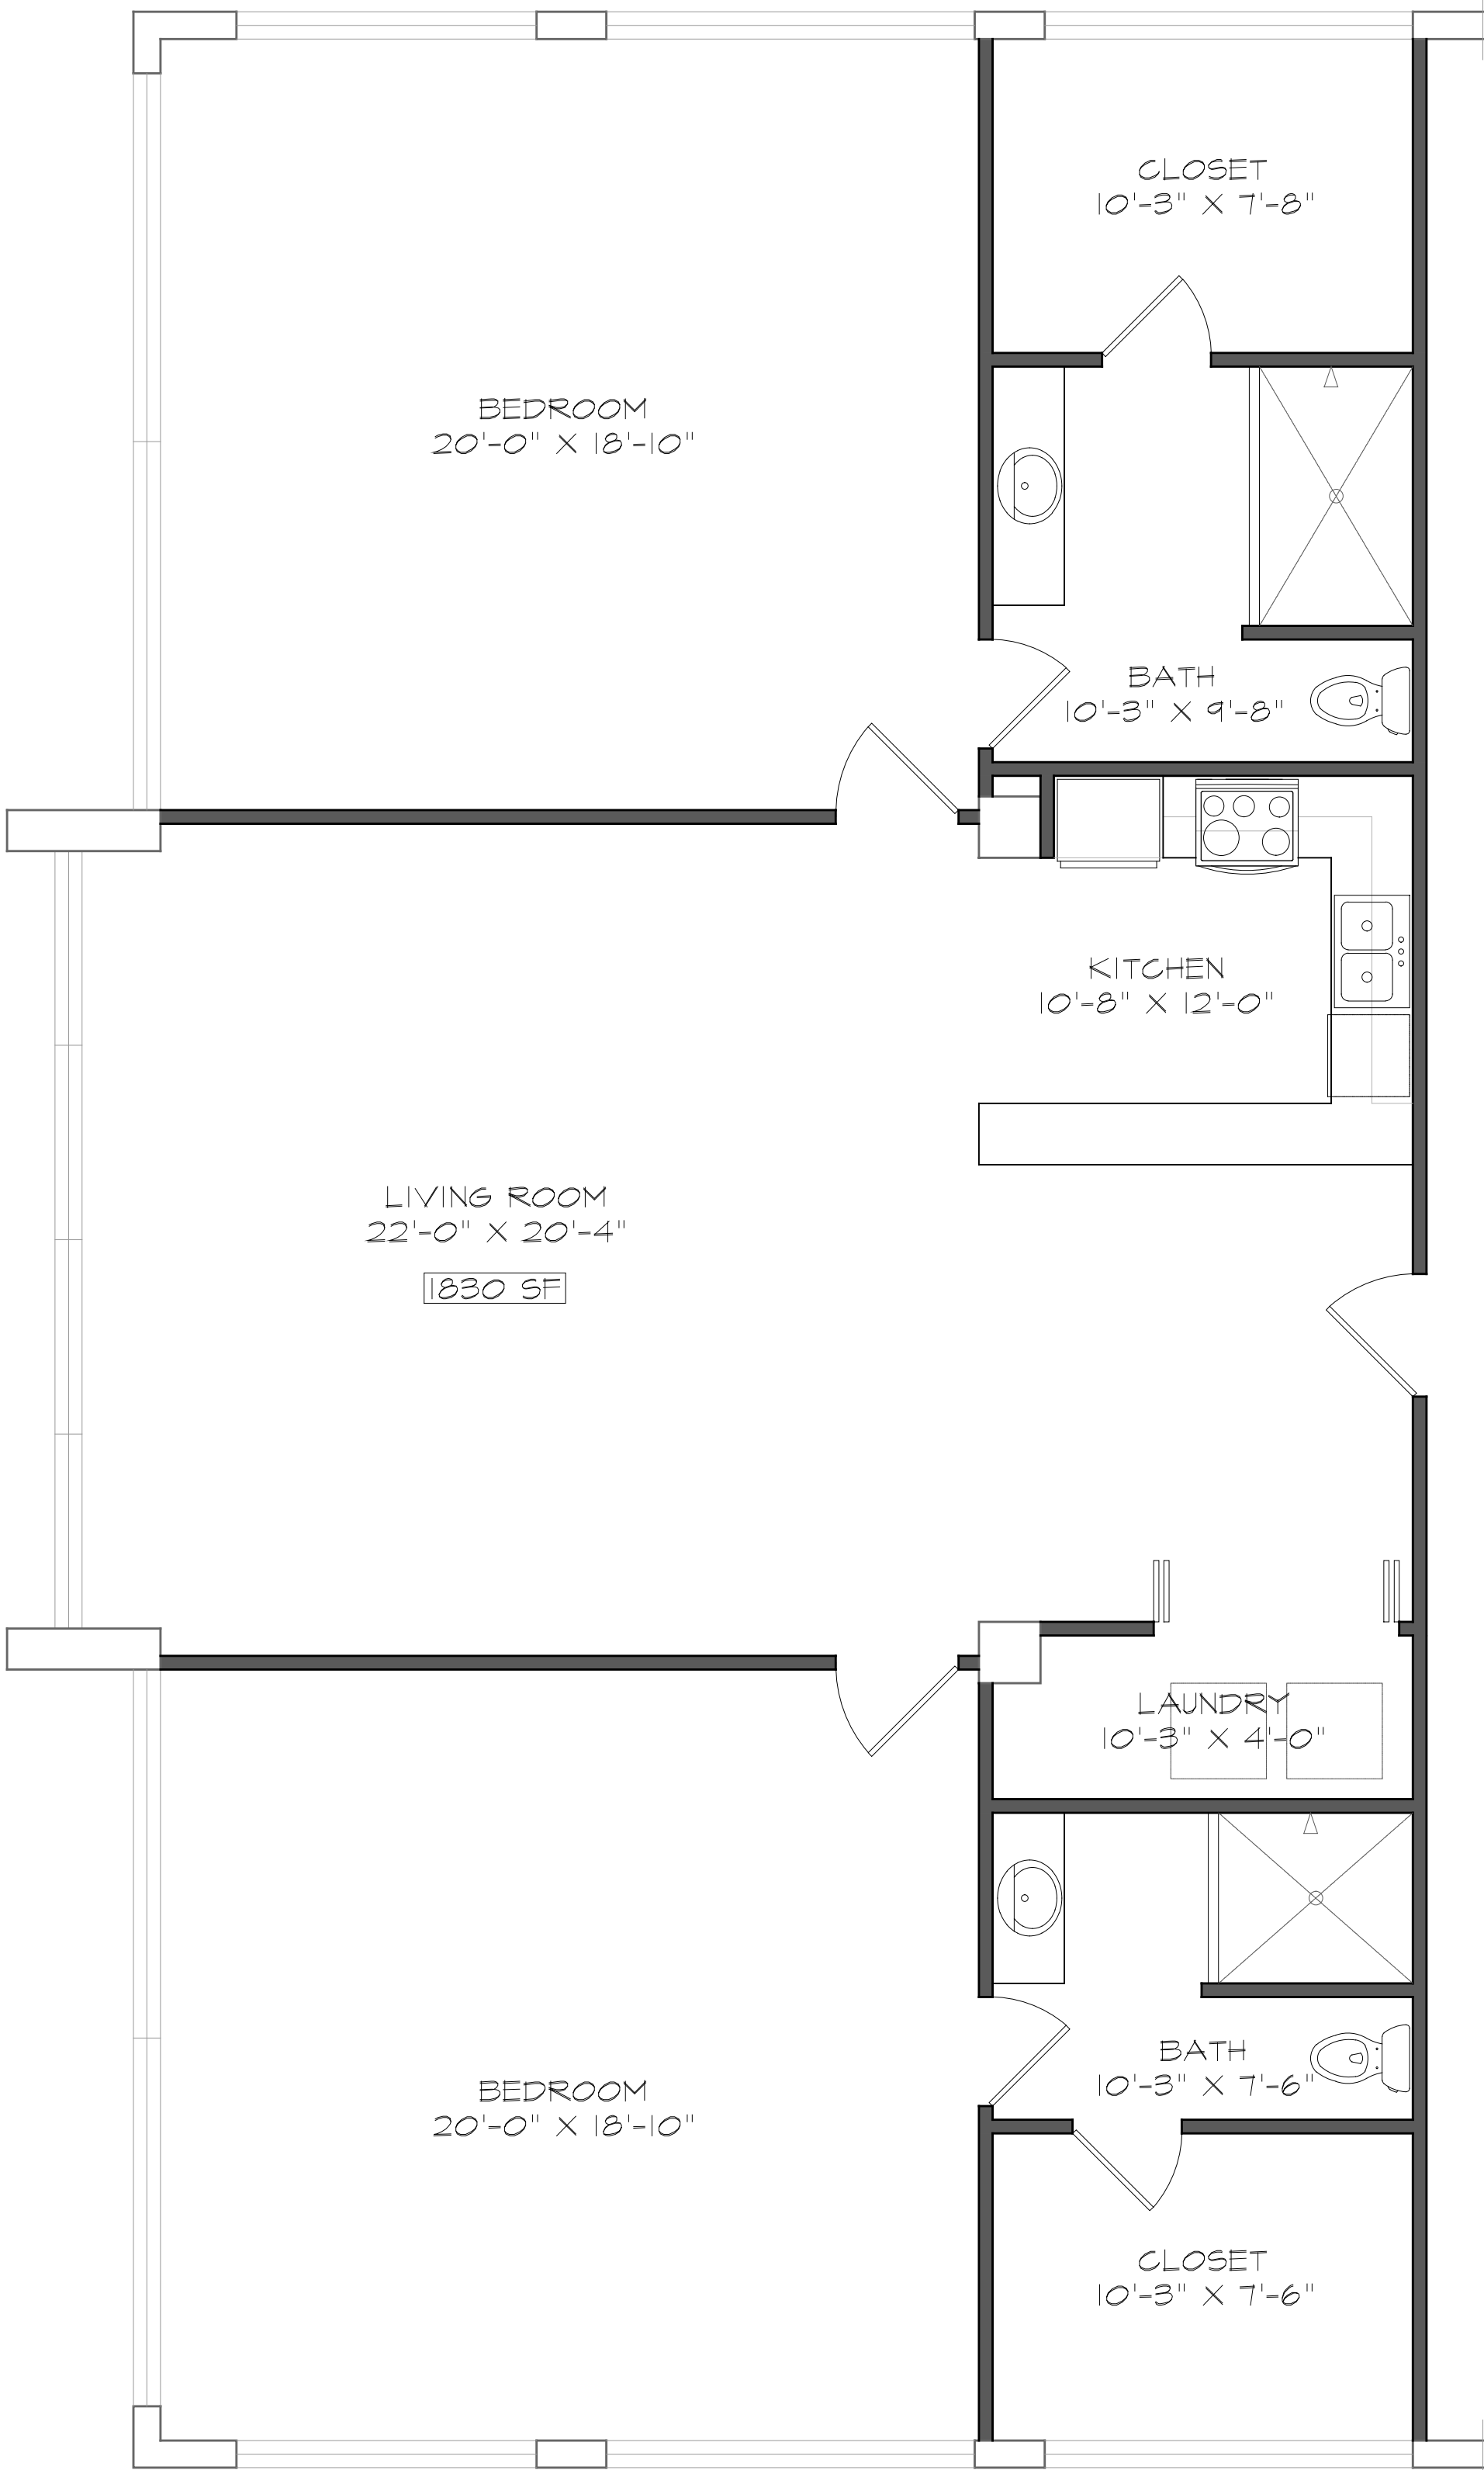 CLOSET
10'-3" X 7'-8"
BEDROOM
20'-0" X 18'-10"
BATH
10'-3" X 9'-8"
KITCHEN
10'-8" X 12'-0"
LIVING ROOM
22'-0" X 20'-4"
1830 SF
LAUNDRY
10'-3" X 4'-0"
BATH
10'-3" X 7'-6"
BEDROOM
20'-0" X 18'-10"
CLOSET
10'-3" X 7'-6"